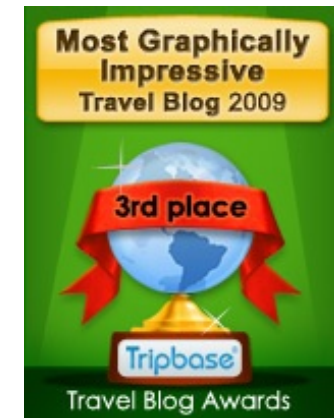 Most Graphically
Impressive
Travel Blog 2009
3rd place
Tripbase®
Travel Blog Awards